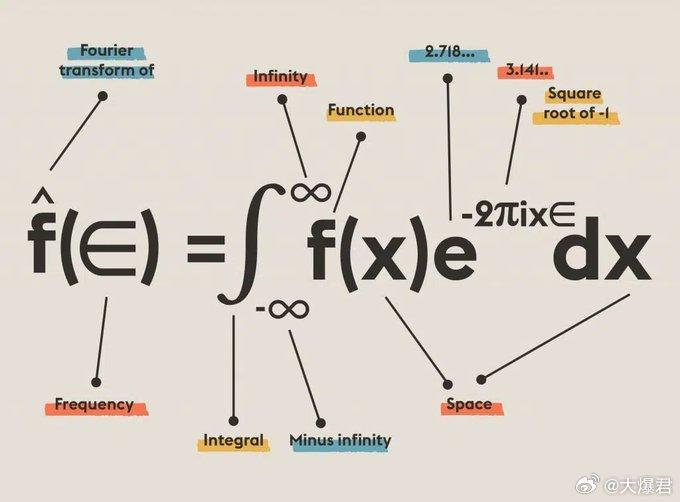 Fourier
transform of
Infinity
Function
2.718...
3.141..
Square
root of -1
f̂(∈) = ∫ ∞ -∞ f(x)e -2πix∈ dx
Frequency
Integral
Minus infinity
Space
@大爆君